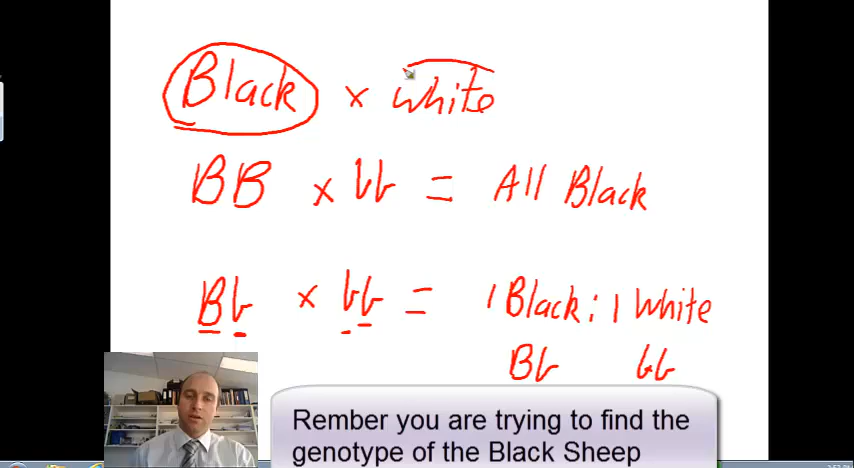 Black × white
BB × bb = All Black
Bb × bb = 1 Black : 1 White
Bb bb
Rember you are trying to find the
genotype of the Black Sheep